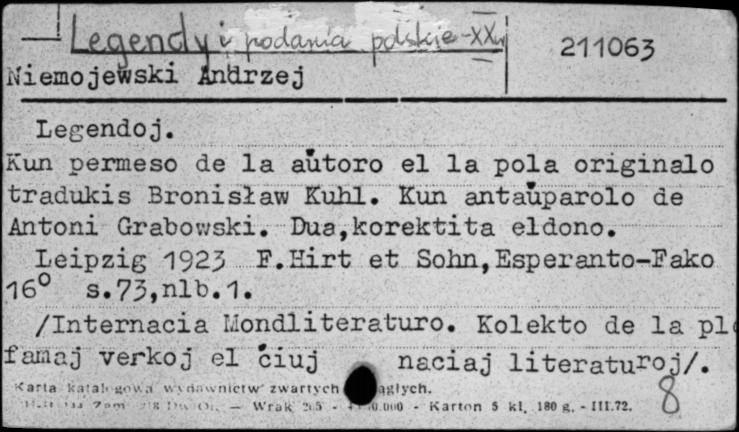 Legendy i podania polskie - XX w
211063
Niemojewski Andrzej
Legendoj.
Kun permeso de la aŭtoro el la pola originalo
tradukis Bronisław Kuhl. Kun antaŭparolo de
Antoni Grabowski. Dua, korektita eldono.
Leipzig 1923 F.Hirt et Sohn, Esperanto-Fako
16° s.73,nlb.1.
/Internacia Mondliteraturo. Kolekto de la
famaj verkoj el ĉiuj naciaj literaturoj/.
Karta katalogowa wydawnictw zwartych
Zam. — Wrak - Karton 5 kl. 180 g. - III.72.
8